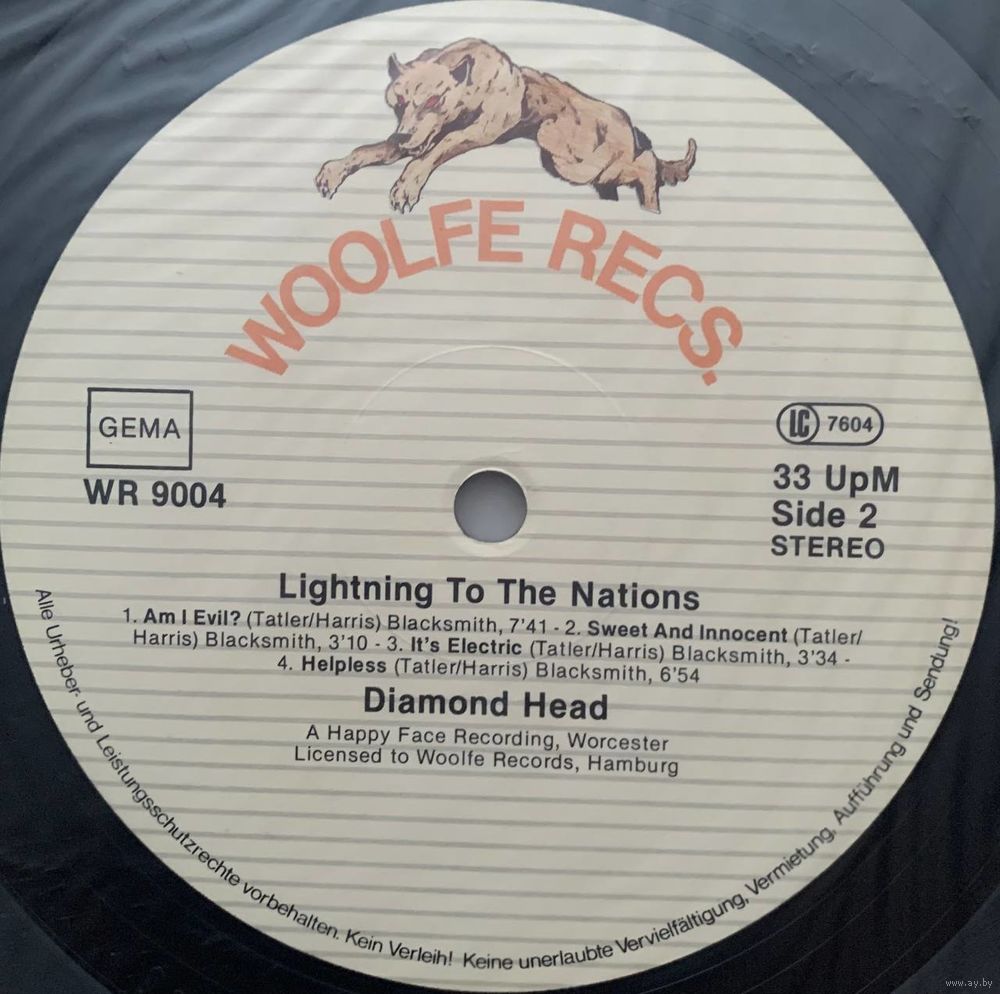 WOOLFE RECS.
GEMA
WR 9004
LC 7604
33 UpM
Side 2
STEREO
Lightning To The Nations
1. Am I Evil? (Tatler/Harris) Blacksmith, 7'41 - 2. Sweet And Innocent (Tatler/
Harris) Blacksmith, 3'10 - 3. It's Electric (Tatler/Harris) Blacksmith, 3'34 -
4. Helpless (Tatler/Harris) Blacksmith, 6'54
Diamond Head
A Happy Face Recording, Worcester
Licensed to Woolfe Records, Hamburg
Alle Urheber- und Leistungsschutzrechte vorbehalten. Kein Verleih! Keine unerlaubte Vervielfältigung, Vermietung, Aufführung und Sendung!
www.ay.by